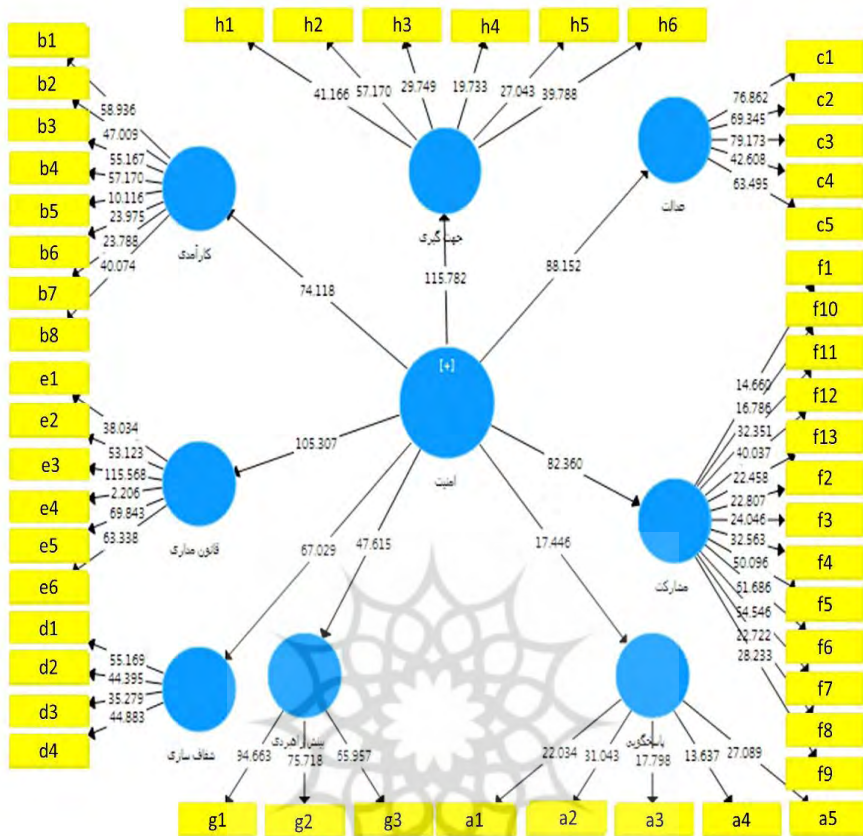 h1 h2 h3 h4 h5 h6
41.166 57.170 29.749 19.733 27.043 39.788
جهت گیری
b1
b2
b3
b4
b5
b6
b7
b8
58.936
47.009
55.167
57.170
10.116
23.975
23.788
40.074
کارآمدی
c1
c2
c3
c4
c5
76.862
69.345
79.173
42.608
63.495
عدالت
74.118
115.782
88.152
[+]
امنیت
105.307
82.360
67.029
47.615
17.446
e1
e2
e3
e4
e5
e6
38.034
53.123
115.568
2.206
69.843
63.338
قانون مداری
f1
f10
f11
f12
f13
f2
f3
f4
f5
f6
f7
f8
f9
14.660
16.786
32.351
40.037
22.458
22.807
24.046
32.563
50.096
51.686
54.546
22.722
28.233
مشارکت
d1
d2
d3
d4
55.169
44.395
35.279
44.883
شفاف سازی
بینش راهبردی
94.663 75.718 55.957
g1 g2 g3
پاسخگویی
22.034 31.043 17.798 13.637 27.089
a1 a2 a3 a4 a5